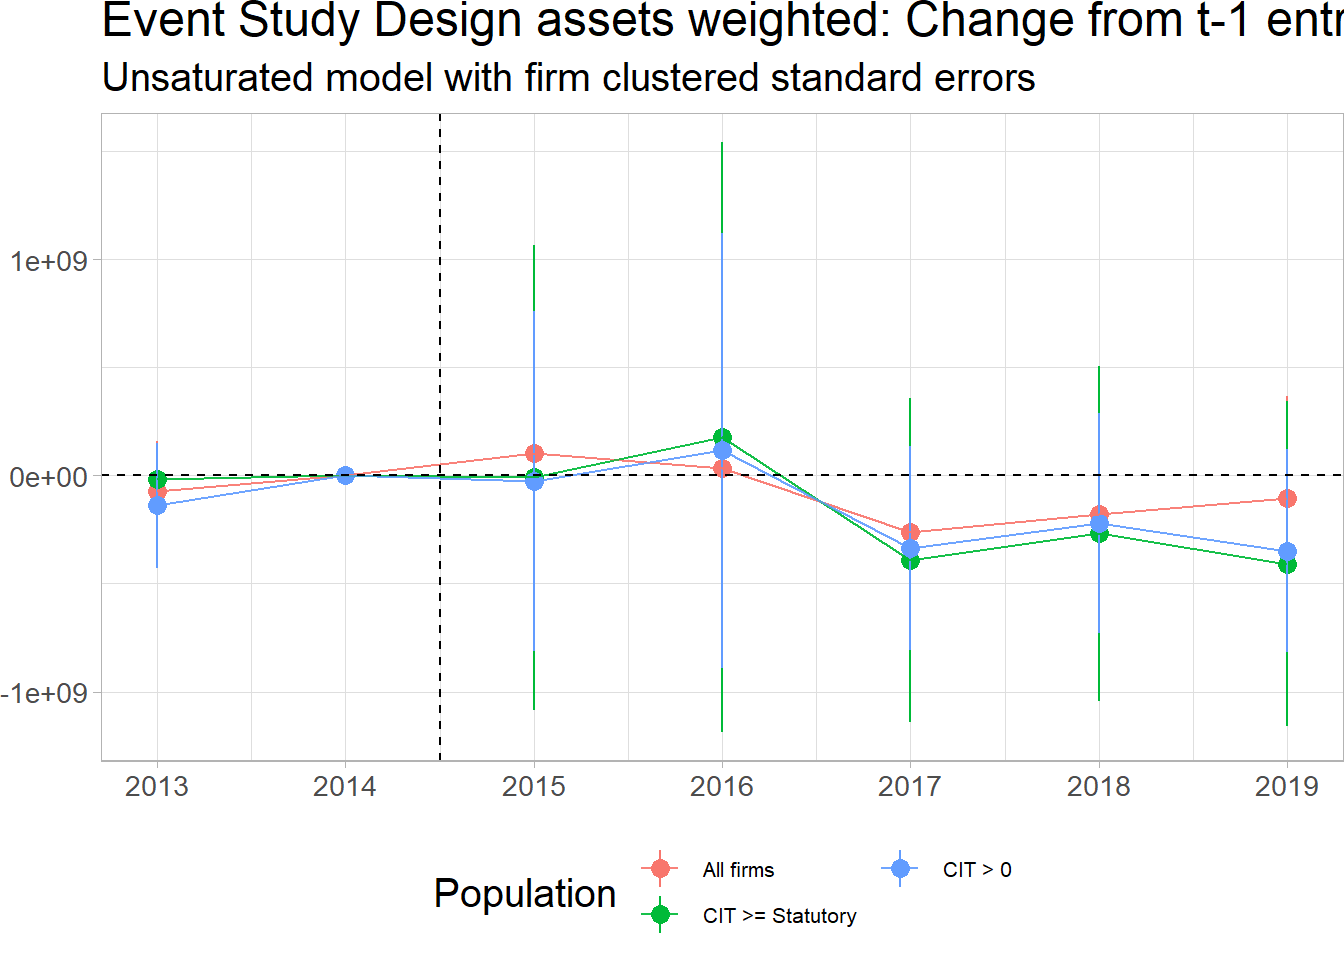 Event Study Design assets weighted: Change from t-1 entr
Unsaturated model with firm clustered standard errors
1e+09
0e+00
-1e+09
2013 2014 2015 2016 2017 2018 2019
Population
All firms
CIT > 0
CIT >= Statutory